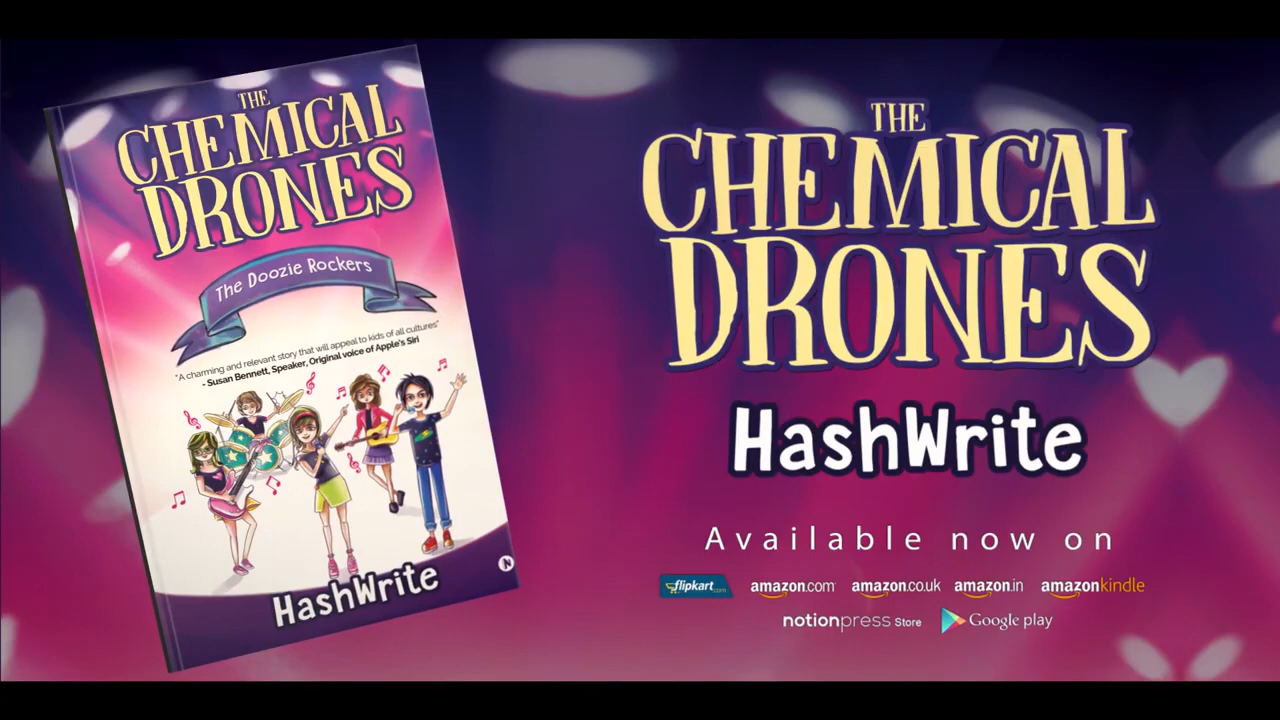 THE
CHEMICAL
DRONES
The Doozie Rockers
"A charming and relevant story that will appeal to kids of all cultures"
- Susan Bennett, Speaker, Original voice of Apple's Siri
HashWrite
N
THE
CHEMICAL
DRONES
HashWrite
Available now on
flipkart.com amazon.com amazon.co.uk amazon.in amazonkindle
notionpress Store Google play